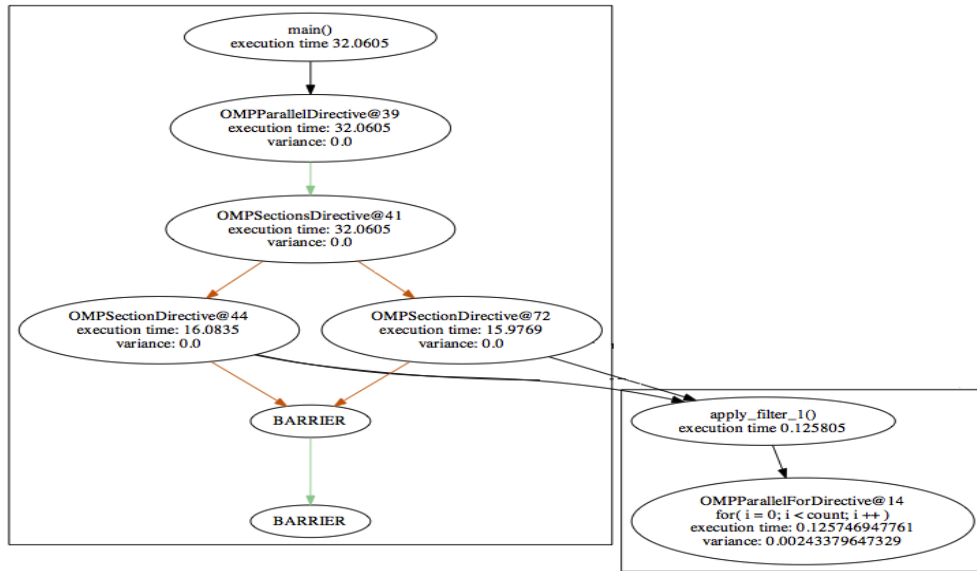 main()
execution time 32.0605
OMPParallelDirective@39
execution time: 32.0605
variance: 0.0
OMPSectionsDirective@41
execution time: 32.0605
variance: 0.0
OMPSectionDirective@44
execution time: 16.0835
variance: 0.0
OMPSectionDirective@72
execution time: 15.9769
variance: 0.0
BARRIER
BARRIER
apply_filter_1()
execution time 0.125805
OMPParallelForDirective@14
for( i = 0; i < count; i ++ )
execution time: 0.125746947761
variance: 0.00243379647329